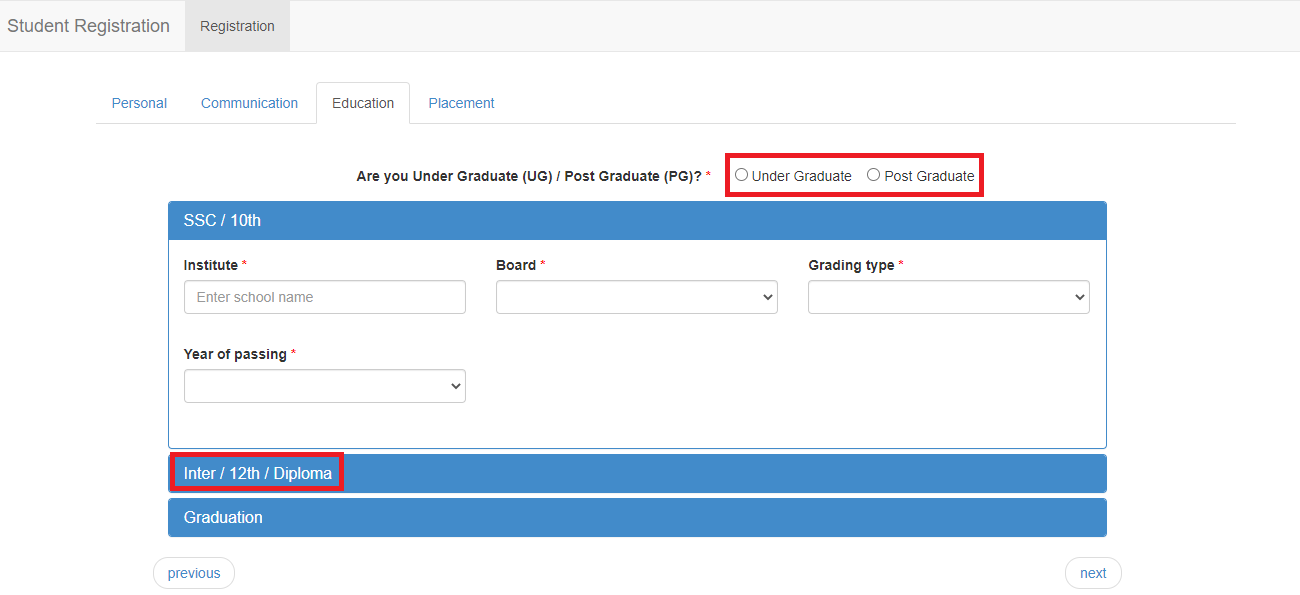 Student Registration Registration
Personal Communication Education Placement
Are you Under Graduate (UG) / Post Graduate (PG)? * Under Graduate Post Graduate
SSC / 10th
Institute * Board * Grading type *
Enter school name
Year of passing *
Inter / 12th / Diploma
Graduation
previous next